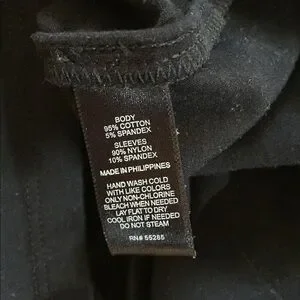 BODY
95% COTTON
5% SPANDEX
SLEEVES
90% NYLON
10% SPANDEX
MADE IN PHILIPPINES
HAND WASH COLD
WITH LIKE COLORS
ONLY NON-CHLORINE
BLEACH WHEN NEEDED
LAY FLAT TO DRY
COOL IRON IF NEEDED
DO NOT STEAM
RN# 55285